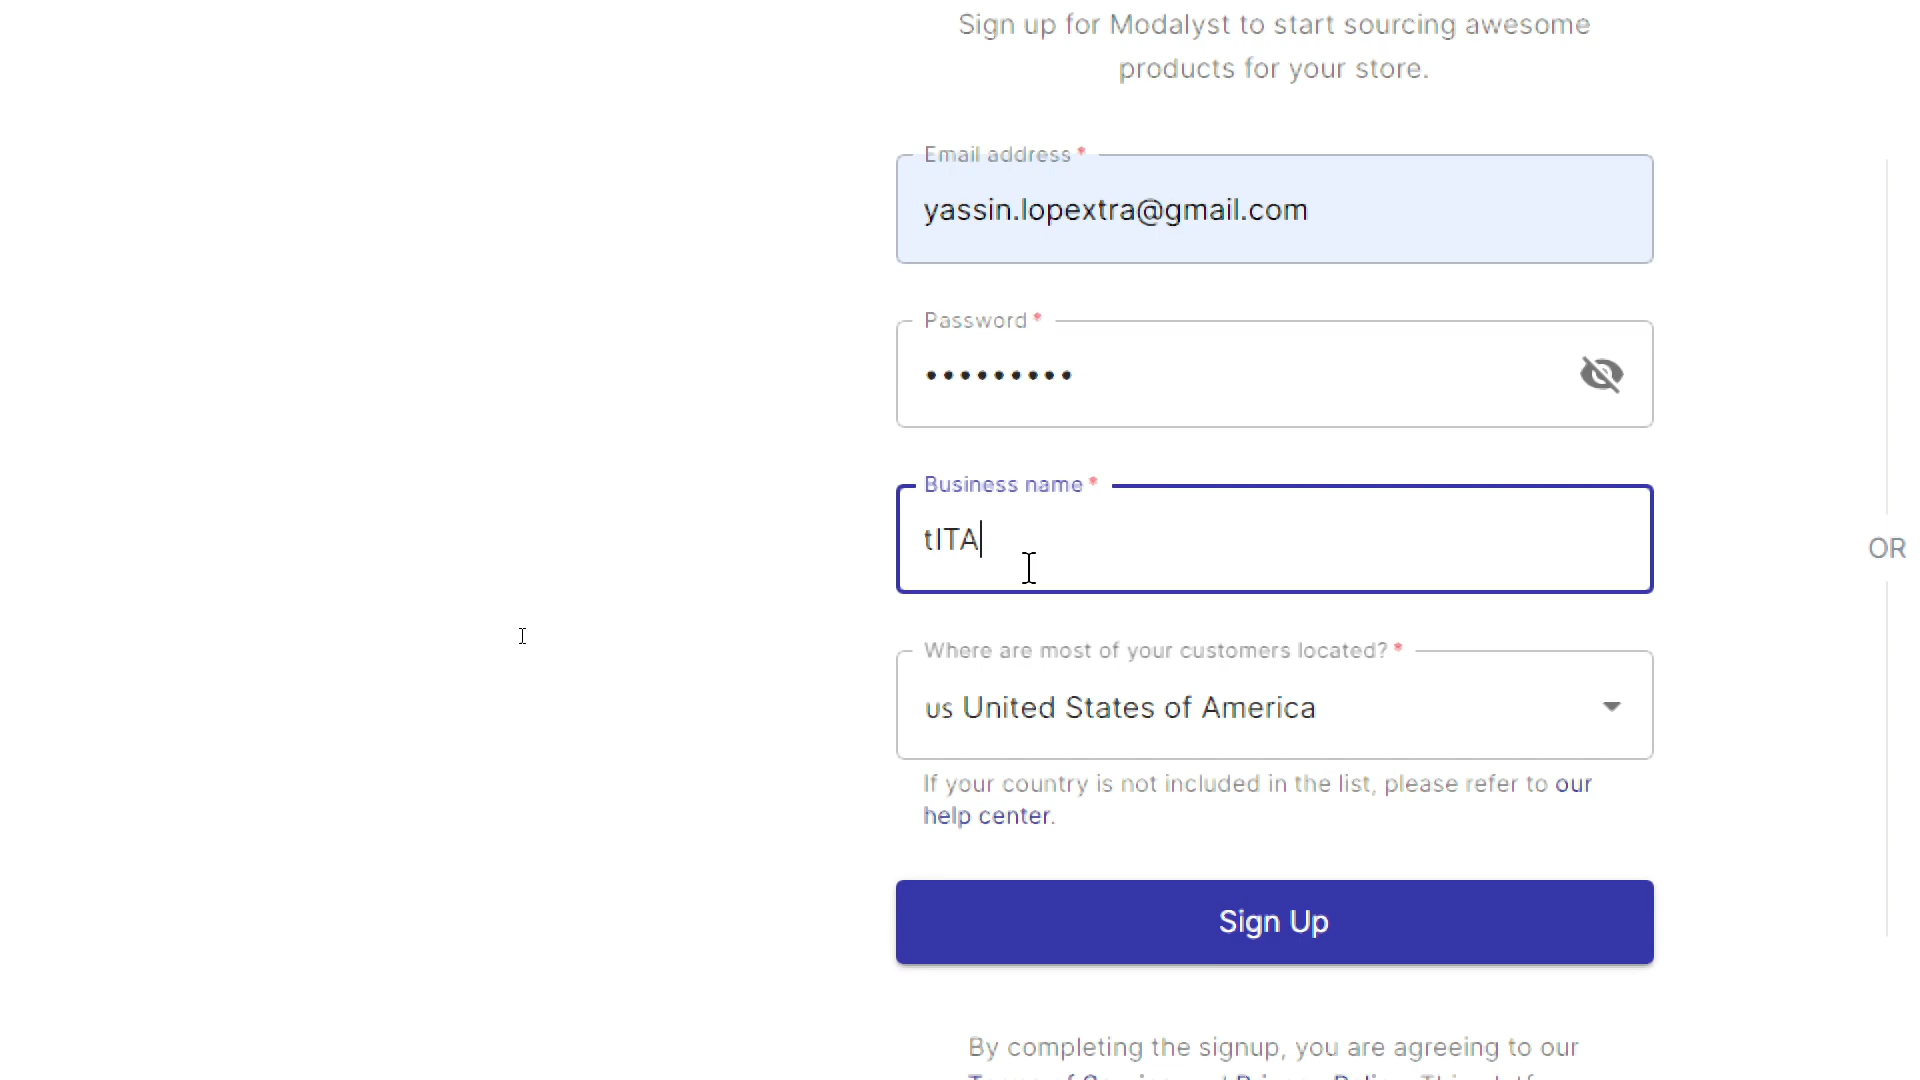 Sign up for Modalyst to start sourcing awesome
products for your store.
Email address *
yassin.lopextra@gmail.com
Password *
•••••••••
Business name *
tITA
OR
Where are most of your customers located? *
us United States of America
If your country is not included in the list, please refer to our
help center.
Sign Up
By completing the signup, you are agreeing to our